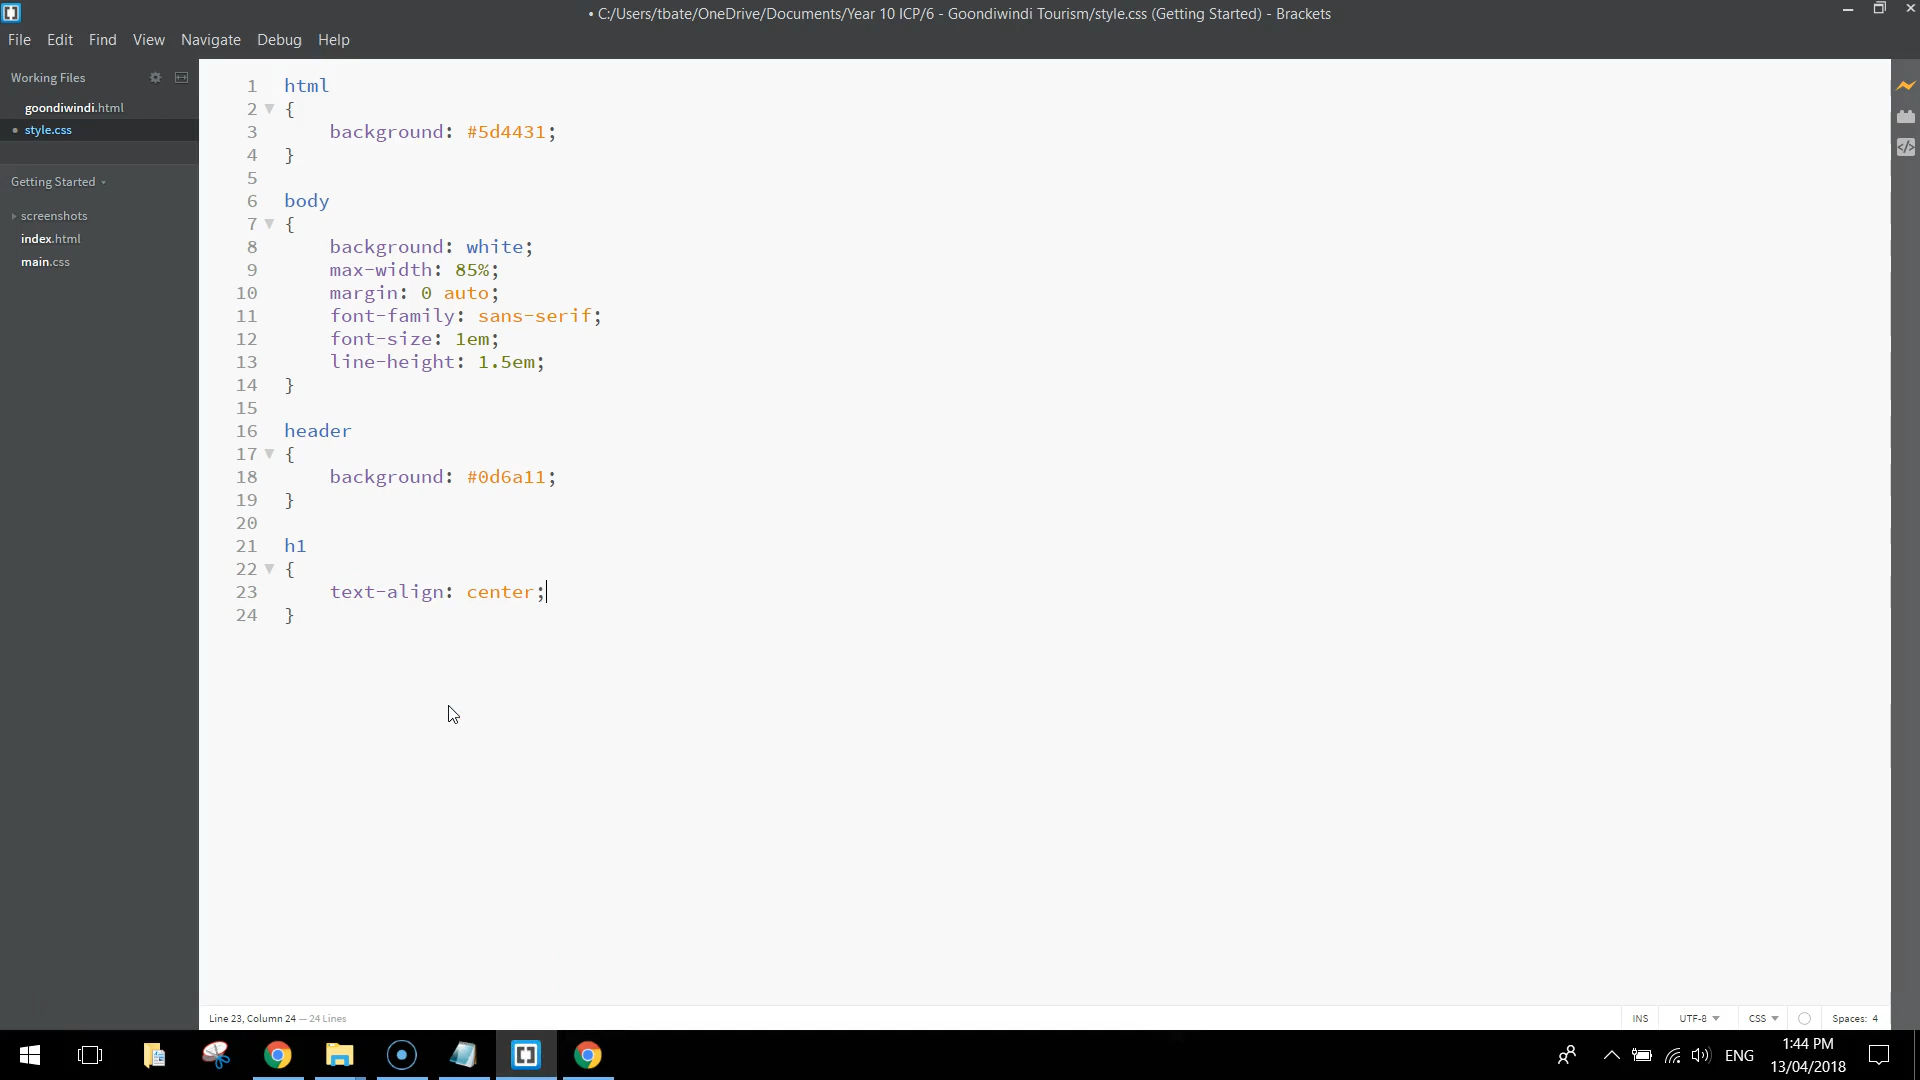 • C:/Users/tbate/OneDrive/Documents/Year 10 ICP/6 - Goondiwindi Tourism/style.css (Getting Started) - Brackets
File Edit Find View Navigate Debug Help
Working Files
goondiwindi.html
• style.css
Getting Started
screenshots
index.html
main.css
1 html
2 {
3 background: #5d4431;
4 }
5
6 body
7 {
8 background: white;
9 max-width: 85%;
10 margin: 0 auto;
11 font-family: sans-serif;
12 font-size: 1em;
13 line-height: 1.5em;
14 }
15
16 header
17 {
18 background: #0d6a11;
19 }
20
21 h1
22 {
23 text-align: center;
24 }
Line 23, Column 24 — 24 Lines
INS UTF-8 CSS Spaces: 4
ENG
1:44 PM
13/04/2018